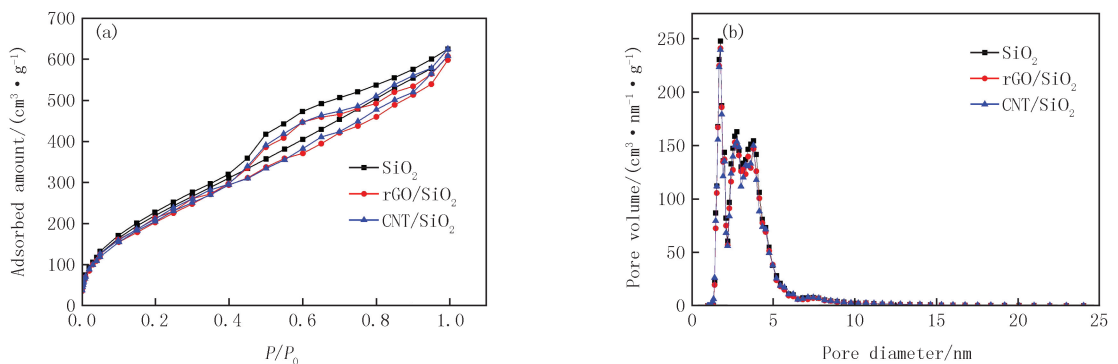 (a)
Adsorbed amount/(cm³·g⁻¹)
700
600
500
400
300
200
100
0
SiO₂
rGO/SiO₂
CNT/SiO₂
0.0 0.2 0.4 0.6 0.8 1.0
P/P₀
(b)
Pore volume/(cm³·nm⁻¹·g⁻¹)
250
200
150
100
50
0
SiO₂
rGO/SiO₂
CNT/SiO₂
0 5 10 15 20 25
Pore diameter/nm